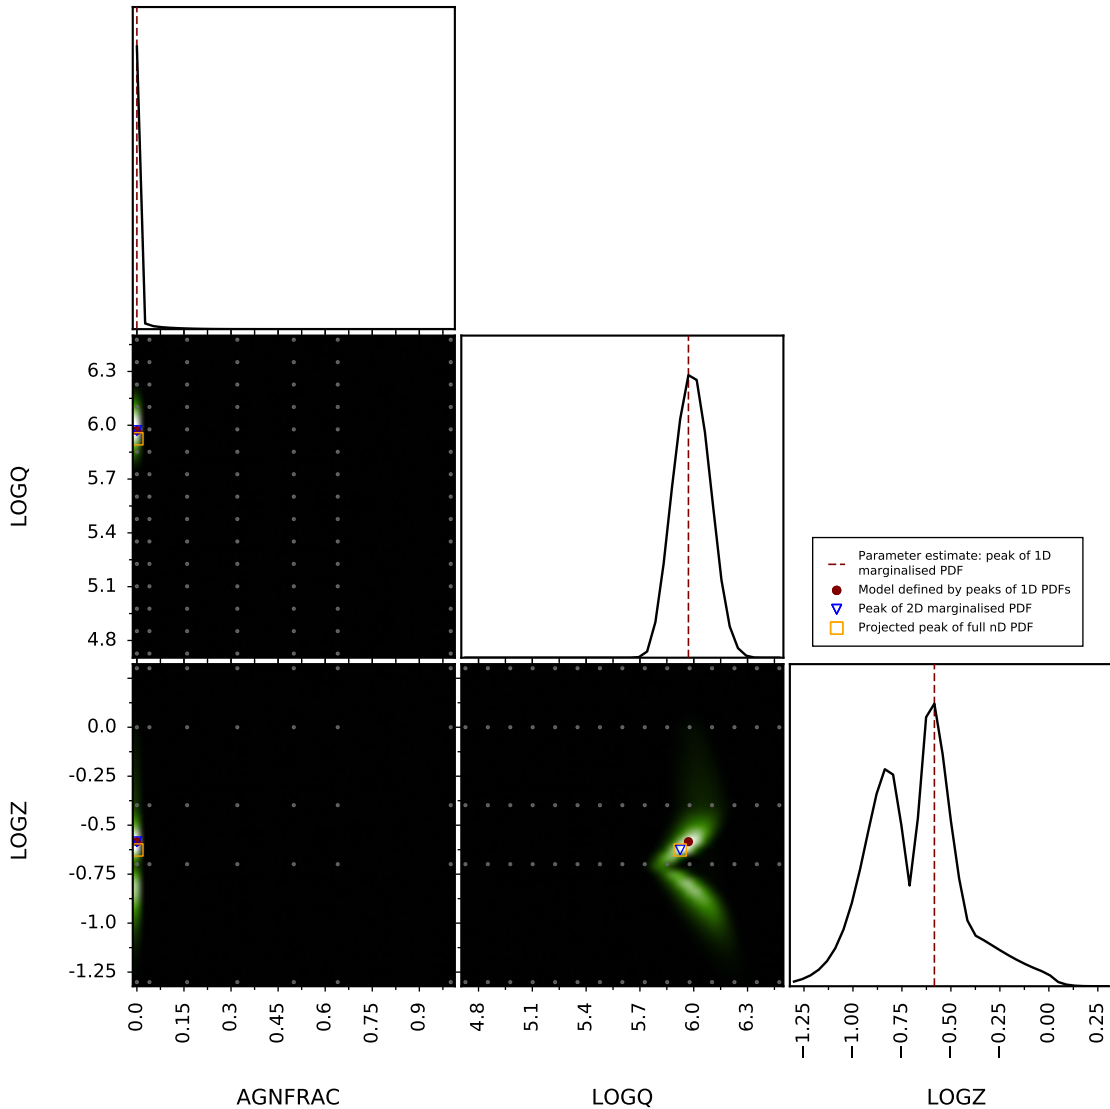 6.3
6.0
5.7
5.4
5.1
4.8
LOGQ
Parameter estimate: peak of 1D
marginalised PDF
Model defined by peaks of 1D PDFs
Peak of 2D marginalised PDF
Projected peak of full nD PDF
0.0
-0.25
-0.5
-0.75
-1.0
-1.25
LOGZ
0.0 0.15 0.3 0.45 0.6 0.75 0.9
4.8 5.1 5.4 5.7 6.0 6.3
−1.25 −1.00 −0.75 −0.50 −0.25 0.00 0.25
AGNFRAC LOGQ LOGZ